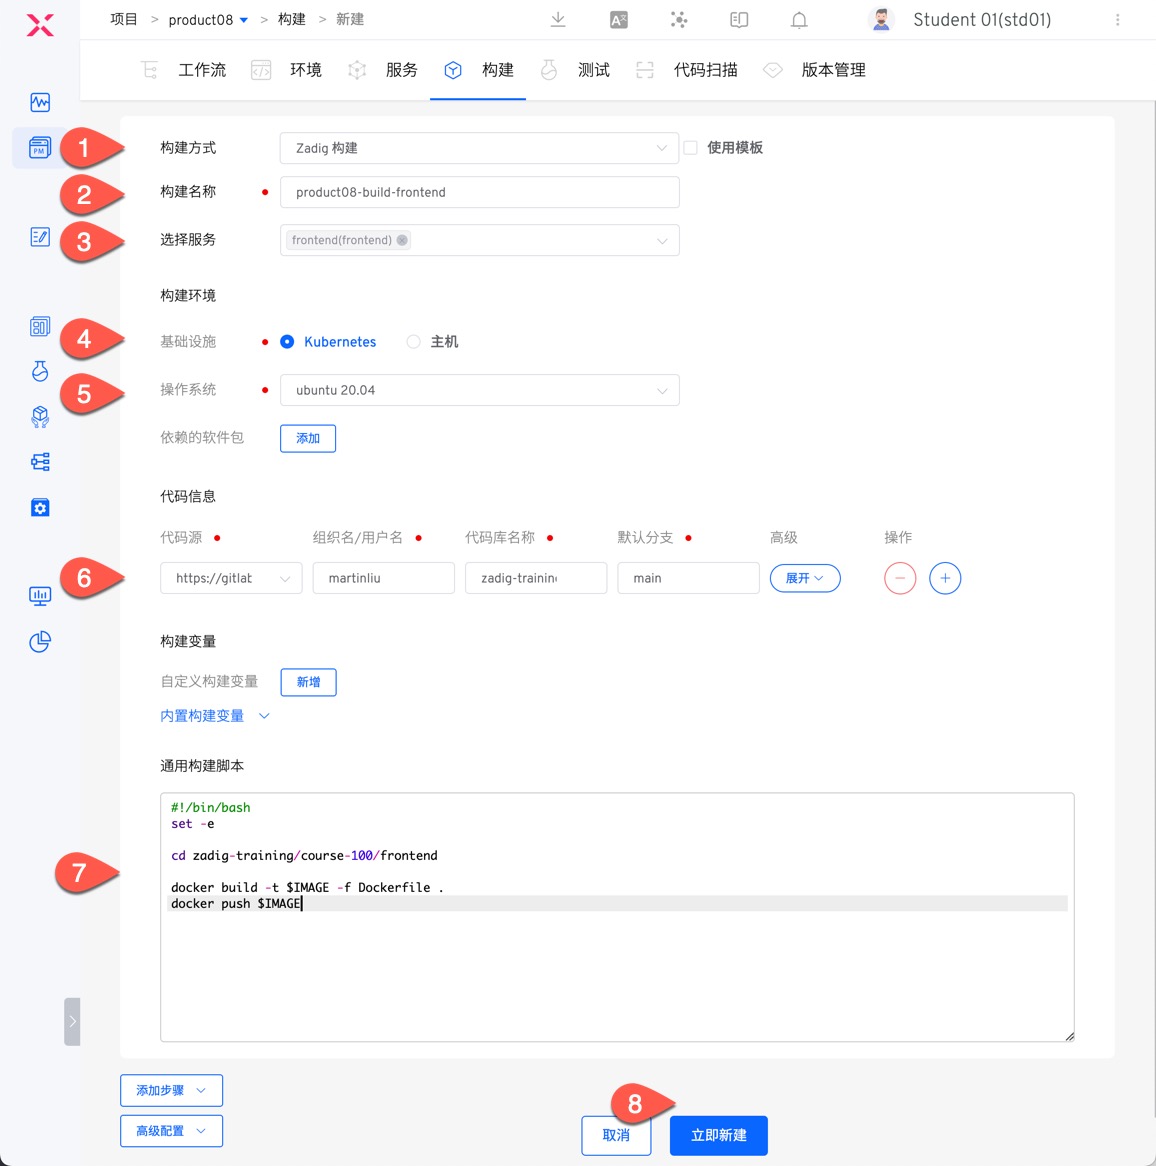 项目 > product08 > 构建 > 新建
Student 01(std01)
工作流 环境 服务 构建 测试 代码扫描 版本管理
PM
1 构建方式 Zadig 构建 使用模板
2 构建名称 product08-build-frontend
3 选择服务 frontend(frontend)
构建环境
4 基础设施 Kubernetes 主机
5 操作系统 ubuntu 20.04
依赖的软件包 添加
代码信息
代码源 组织名/用户名 代码库名称 默认分支 高级 操作
6 https://gitlab martinliu zadig-training main 展开
构建变量
自定义构建变量 新增
内置构建变量
通用构建脚本
#!/bin/bash
set -e
cd zadig-training/course-100/frontend
7
docker build -t $IMAGE -f Dockerfile .
docker push $IMAGE
添加步骤
高级配置
8
取消 立即新建